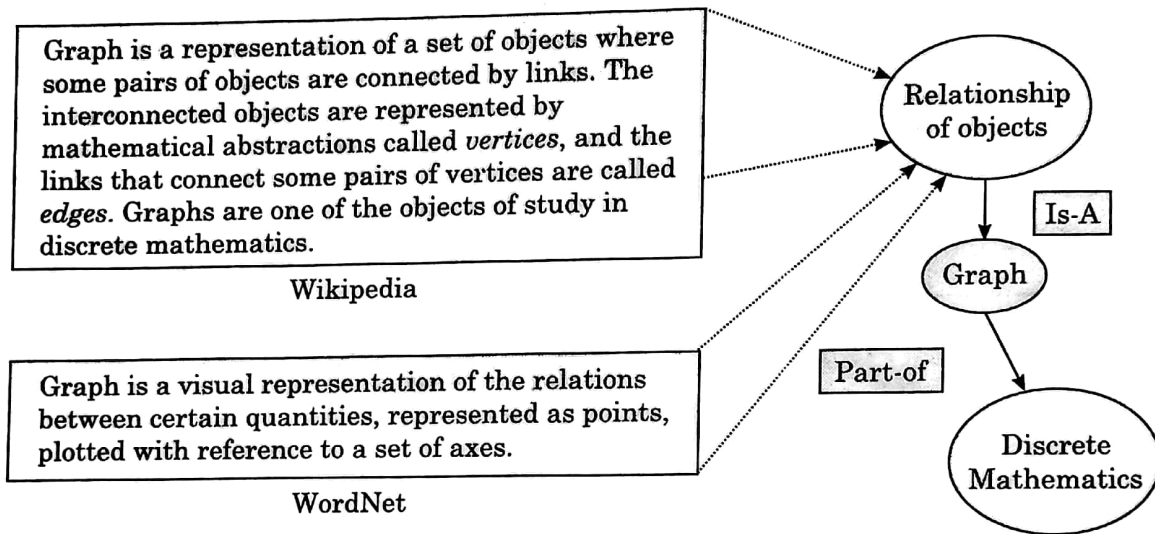 Graph is a representation of a set of objects where
some pairs of objects are connected by links. The
interconnected objects are represented by
mathematical abstractions called vertices, and the
links that connect some pairs of vertices are called
edges. Graphs are one of the objects of study in
discrete mathematics.
Wikipedia
Graph is a visual representation of the relations
between certain quantities, represented as points,
plotted with reference to a set of axes.
WordNet
Relationship
of objects
Is-A
Graph
Part-of
Discrete
Mathematics